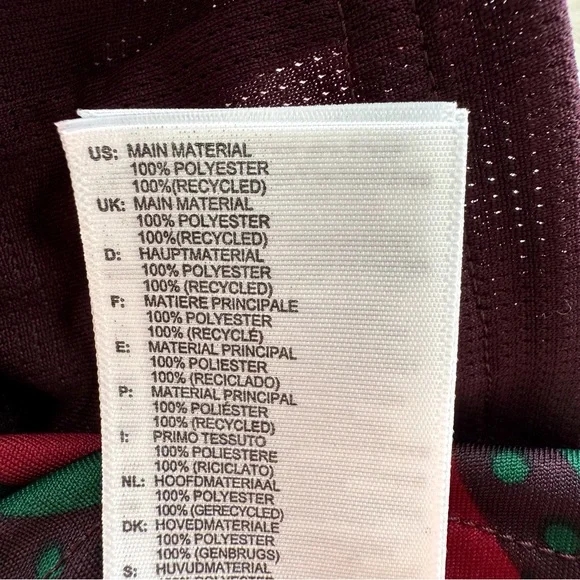 US: MAIN MATERIAL
100% POLYESTER
100%(RECYCLED)
UK: MAIN MATERIAL
100% POLYESTER
100%(RECYCLED)
D: HAUPTMATERIAL
100% POLYESTER
100% (RECYCLED)
F: MATIERE PRINCIPALE
100% POLYESTER
100% (RECYCLÉ)
E: MATERIAL PRINCIPAL
100% POLIESTER
100% (RECICLADO)
P: MATERIAL PRINCIPAL
100% POLIÉSTER
100% (RECYCLED)
I: PRIMO TESSUTO
100% POLIESTERE
100% (RICICLATO)
NL: HOOFDMATERIAAL
100% POLYESTER
100% (GERECYCLED)
DK: HOVEDMATERIALE
100% POLYESTER
100% (GENBRUGS)
S: HUVUDMATERIAL
100% POLYESTER